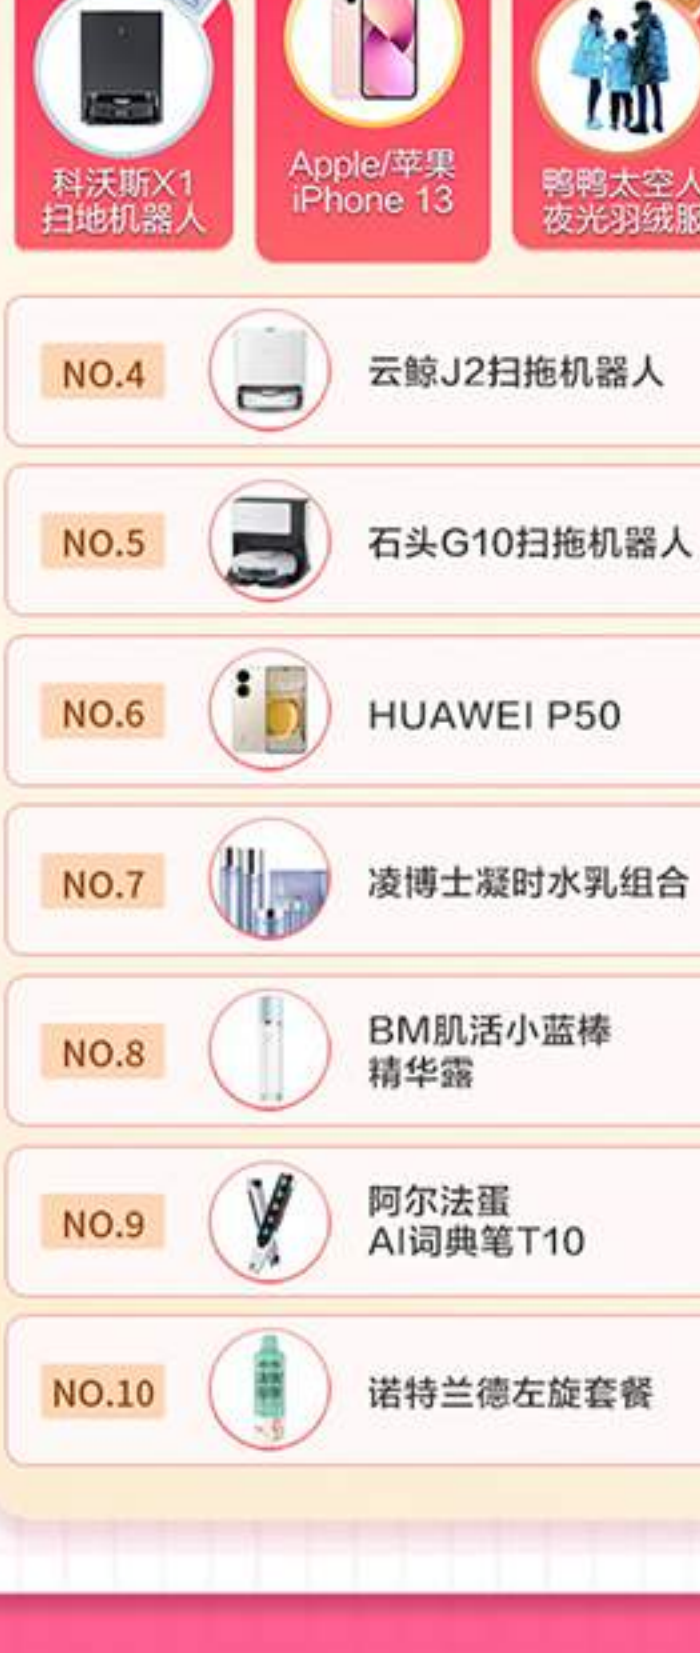 科沃斯X1
扫地机器人
Apple/苹果
iPhone 13
鸭鸭太空人
夜光羽绒服
NO.4
云鲸J2扫拖机器人
NO.5
石头G10扫拖机器人
NO.6
HUAWEI P50
NO.7
凌博士凝时水乳组合
NO.8
BM肌活小蓝棒
精华露
NO.9
阿尔法蛋
AI词典笔T10
NO.10
诺特兰德左旋套餐